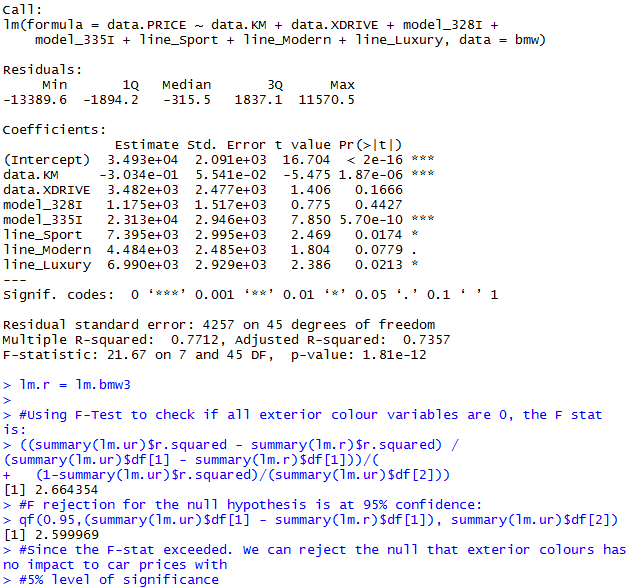 Call:
lm(formula = data.PRICE ~ data.KM + data.XDRIVE + model_328I +
    model_335I + line_Sport + line_Modern + line_Luxury, data = bmw)
Residuals:
     Min       1Q   Median       3Q      Max
-13389.6  -1894.2   -315.5   1837.1  11570.5
Coefficients:
              Estimate Std. Error t value Pr(>|t|)
(Intercept)  3.493e+04  2.091e+03  16.704  < 2e-16 ***
data.KM     -3.034e-01  5.541e-02  -5.475 1.87e-06 ***
data.XDRIVE  3.482e+03  2.477e+03   1.406   0.1666
model_328I   1.175e+03  1.517e+03   0.775   0.4427
model_335I   2.313e+04  2.946e+03   7.850 5.70e-10 ***
line_Sport   7.395e+03  2.995e+03   2.469   0.0174 *
line_Modern  4.484e+03  2.485e+03   1.804   0.0779 .
line_Luxury  6.990e+03  2.929e+03   2.386   0.0213 *
---
Signif. codes:  0 ‘***’ 0.001 ‘**’ 0.01 ‘*’ 0.05 ‘.’ 0.1 ‘ ’ 1
Residual standard error: 4257 on 45 degrees of freedom
Multiple R-squared:  0.7712, Adjusted R-squared:  0.7357
F-statistic: 21.67 on 7 and 45 DF,  p-value: 1.81e-12
> lm.r = lm.bmw3
>
> #Using F-Test to check if all exterior colour variables are 0, the F stat
is:
> ((summary(lm.ur)$r.squared - summary(lm.r)$r.squared) /
(summary(lm.ur)$df[1] - summary(lm.r)$df[1]))/(
+   (1-summary(lm.ur)$r.squared)/(summary(lm.ur)$df[2]))
[1] 2.664354
> #F rejection for the null hypothesis is at 95% confidence:
> qf(0.95,(summary(lm.ur)$df[1] - summary(lm.r)$df[1]), summary(lm.ur)$df[2])
[1] 2.599969
> #Since the F-stat exceeded. We can reject the null that exterior colours has
no impact to car prices with
> #5% level of significance